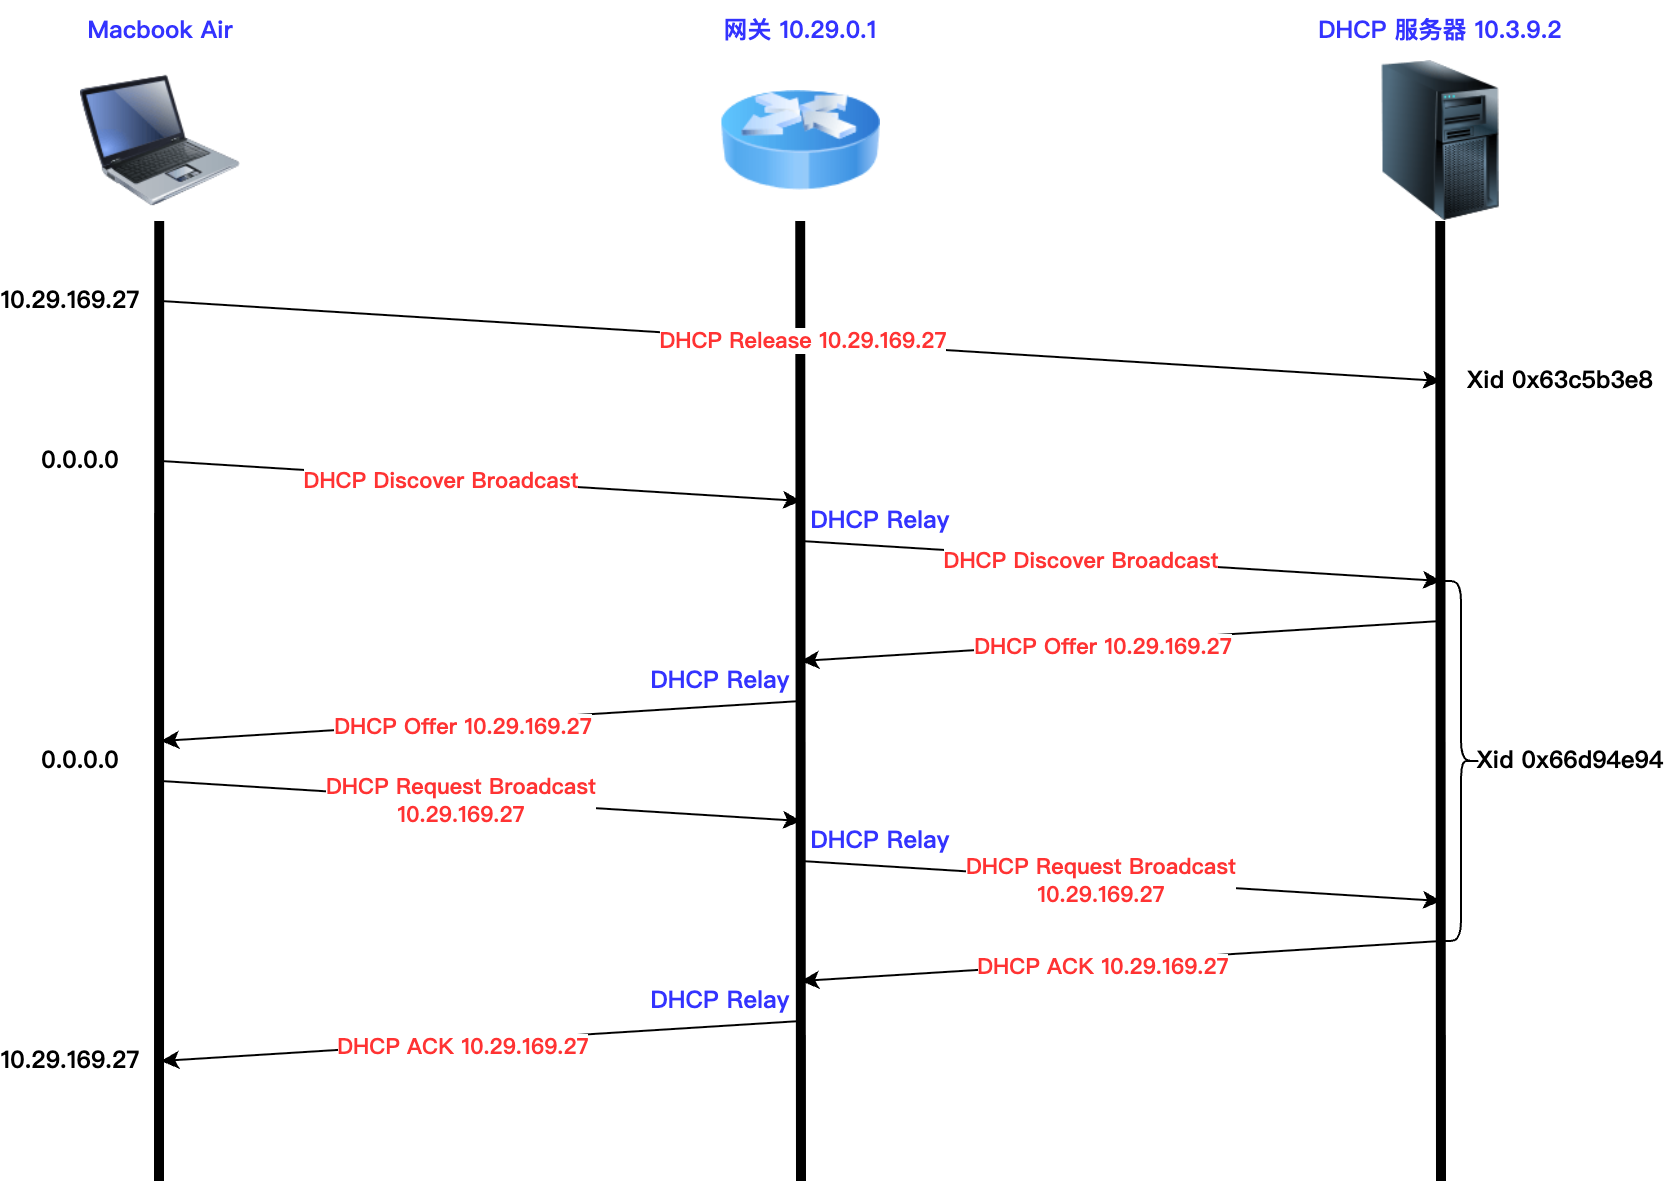 Macbook Air
网关 10.29.0.1
DHCP 服务器 10.3.9.2
10.29.169.27
DHCP Release 10.29.169.27
Xid 0x63c5b3e8
0.0.0.0
DHCP Discover Broadcast
DHCP Relay
DHCP Discover Broadcast
DHCP Offer 10.29.169.27
DHCP Relay
DHCP Offer 10.29.169.27
0.0.0.0
Xid 0x66d94e94
DHCP Request Broadcast
10.29.169.27
DHCP Relay
DHCP Request Broadcast
10.29.169.27
DHCP ACK 10.29.169.27
DHCP Relay
DHCP ACK 10.29.169.27
10.29.169.27